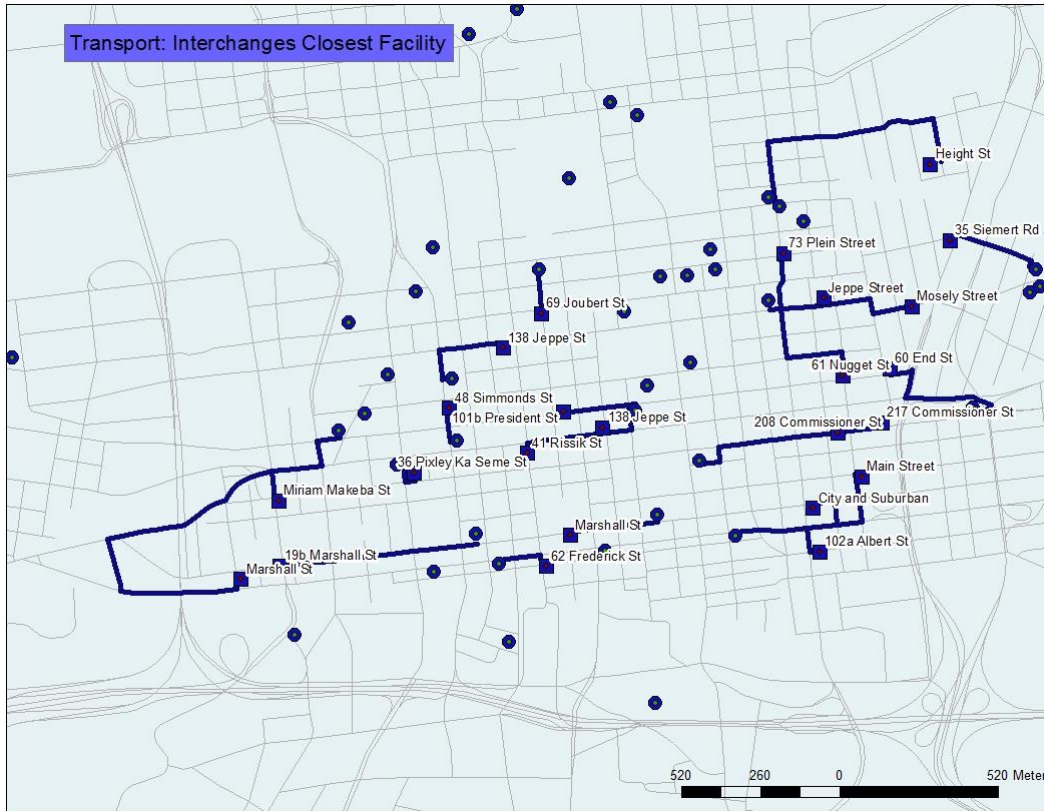 Transport: Interchanges Closest Facility
Height St
35 Siemert Rd
73 Plein Street
Jeppe Street
Mosely Street
69 Joubert St
138 Jeppe St
60 End St
61 Nugget St
48 Simmonds St
101b President St
138 Jeppe St
217 Commissioner St
208 Commissioner St
41 Rissik St
36 Pixley Ka Seme St
Main Street
Miriam Makeba St
City and Suburban
Marshall St
19b Marshall St
102a Albert St
62 Frederick St
Marshall St
520 260 0 520 Meter